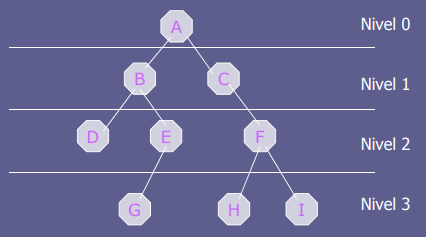 A Nivel 0
B C Nivel 1
D E F Nivel 2
G H I Nivel 3